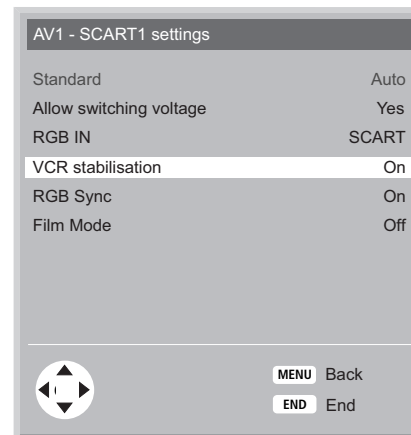 AV1 - SCART1 settings
Standard Auto
Allow switching voltage Yes
RGB IN SCART
VCR stabilisation On
RGB Sync On
Film Mode Off
MENU Back
END End